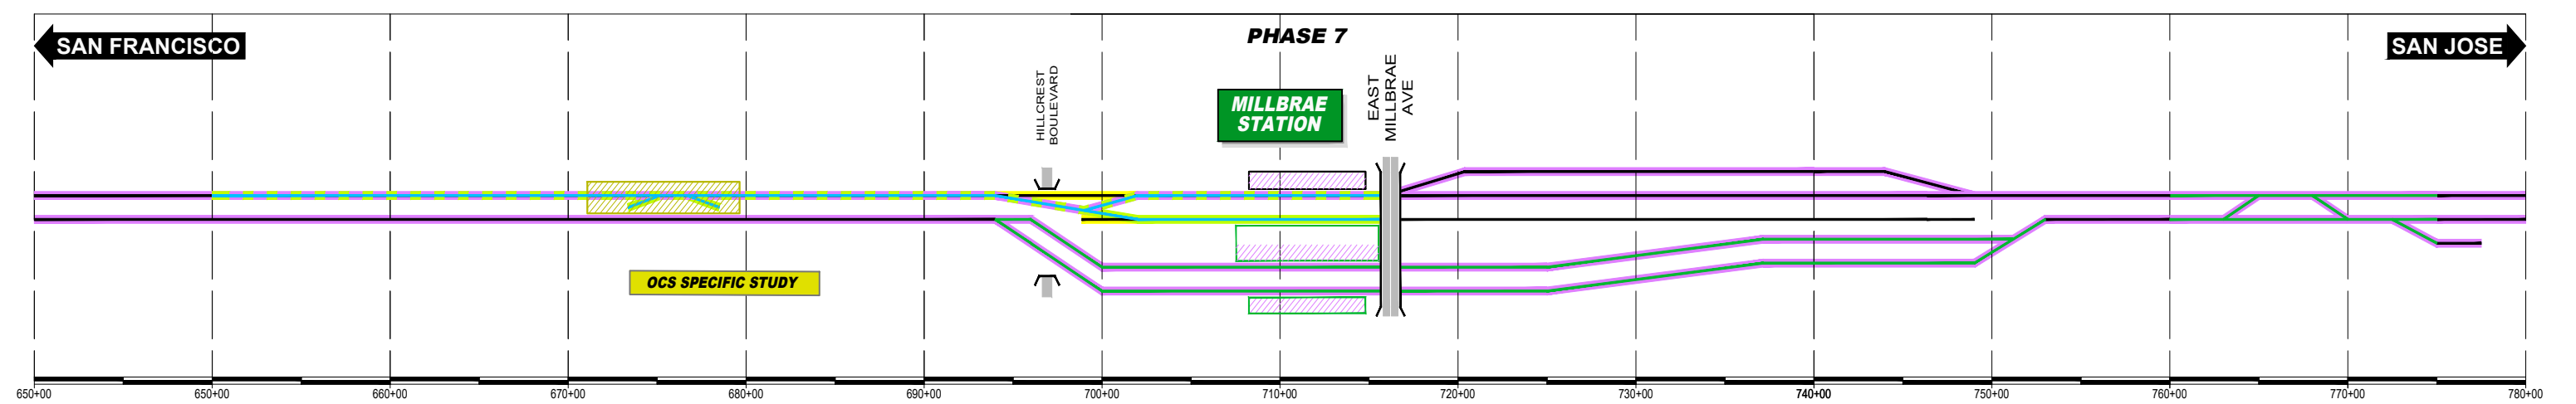 PHASE 7
SAN FRANCISCO
SAN JOSE
HILLCREST
BOULEVARD
MILLBRAE
STATION
EAST
MILLBRAE
AVE
OCS SPECIFIC STUDY
650+00 650+00 660+00 670+00 680+00 690+00 700+00 710+00 720+00 730+00 740+00 750+00 760+00 770+00 780+00